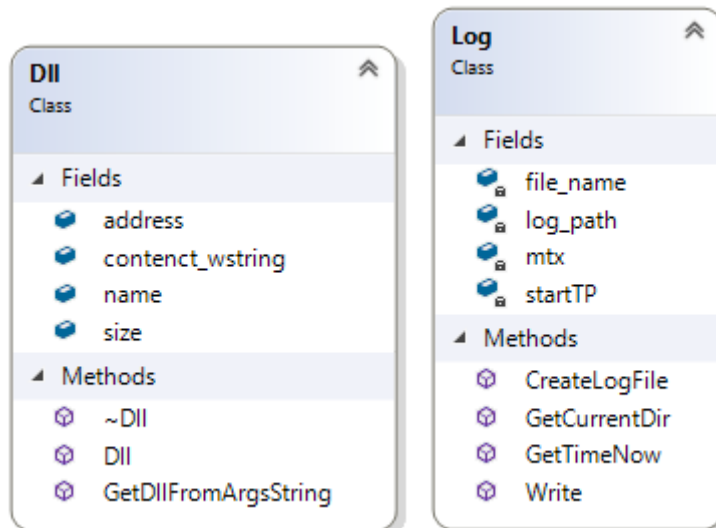 Dll
Class
Fields
address
contenct_wstring
name
size
Methods
~Dll
Dll
GetDllFromArgsString
Log
Class
Fields
file_name
log_path
mtx
startTP
Methods
CreateLogFile
GetCurrentDir
GetTimeNow
Write